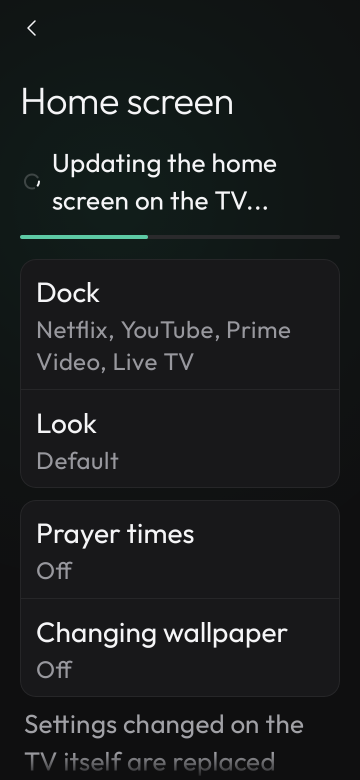 Home screen
Updating the home
screen on the TV...
Dock
Netflix, YouTube, Prime
Video, Live TV
Look
Default
Prayer times
Off
Changing wallpaper
Off
Settings changed on the
TV itself are replaced